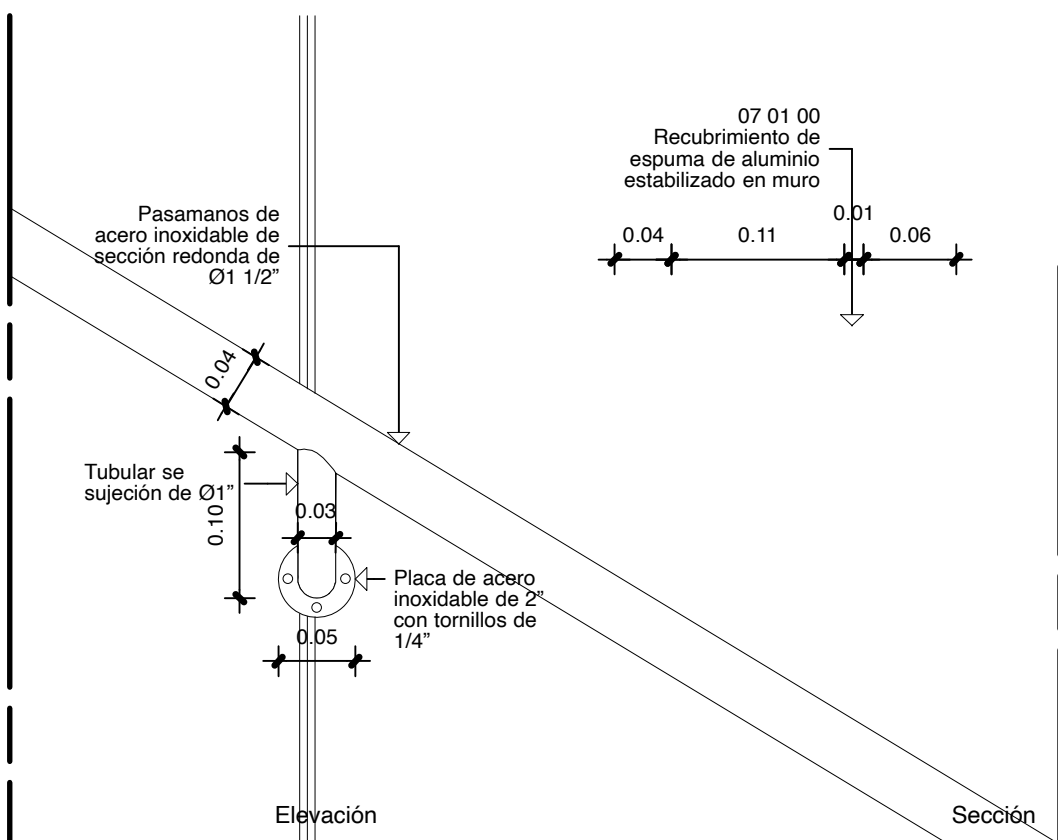 07 01 00
Recubrimiento de
espuma de aluminio
estabilizado en muro
0.01
0.04
0.11
0.06
Pasamanos de
acero inoxidable de
sección redonda de
Ø1 1/2”
0.04
Tubular se
sujeción de Ø1”
0.10
0.03
Placa de acero
inoxidable de 2”
con tornillos de
1/4”
0.05
Elevación
Sección